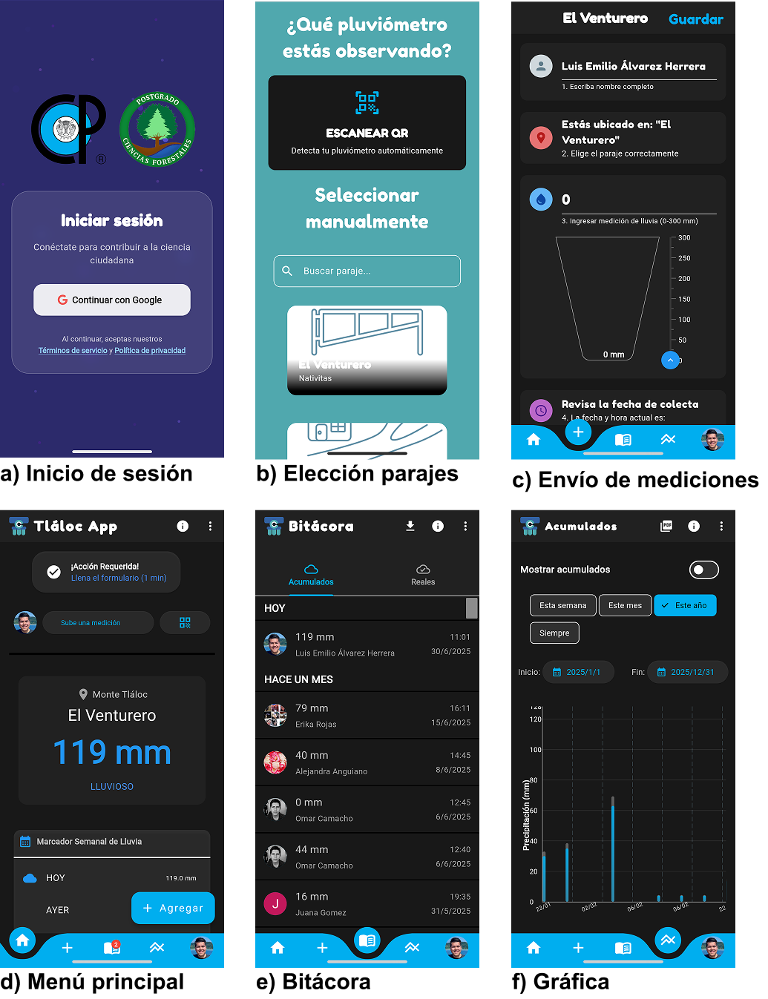 CP
®
POSTGRADO
CIENCIAS FORESTALES
Iniciar sesión
Conéctate para contribuir a la ciencia
ciudadana
Continuar con Google
Al continuar, aceptas nuestros
Términos de servicio y Política de privacidad
a) Inicio de sesión
¿Qué pluviómetro
estás observando?
ESCANEAR QR
Detecta tu pluviómetro automáticamente
Seleccionar
manualmente
Buscar paraje...
El Venturero
Nativitas
b) Elección parajes
El Venturero
Guardar
Luis Emilio Álvarez Herrera
1. Escriba nombre completo
Estás ubicado en: "El
Venturero"
2. Elige el paraje correctamente
0
3. Ingresar medición de lluvia (0-300 mm)
300
250
200
150
100
50
0
0 mm
Revisa la fecha de colecta
4. La fecha y hora actual es:
c) Envío de mediciones
Tláloc App
¡Acción Requerida!
Llena el formulario (1 min)
Sube una medición
Monte Tláloc
El Venturero
119 mm
LLUVIOSO
Marcador Semanal de Lluvia
HOY
119.0 mm
AYER
+ Agregar
2
d) Menú principal
Bitácora
Acumulados
Reales
HOY
119 mm
11:01
Luis Emilio Álvarez Herrera
30/6/2025
HACE UN MES
79 mm
16:11
Erika Rojas
15/6/2025
40 mm
14:45
Alejandra Anguiano
8/6/2025
0 mm
12:45
Omar Camacho
6/6/2025
44 mm
12:40
Omar Camacho
6/6/2025
J
16 mm
19:35
Juana Gomez
31/5/2025
e) Bitácora
Acumulados
PDF
Mostrar acumulados
Esta semana
Este mes
Este año
Siempre
Inicio:
2025/1/1
Fin:
2025/12/31
Precipitación (mm)
128
120
100
80
60
40
20
0
23/01
02/02
06/02
06/02
22
f) Gráfica